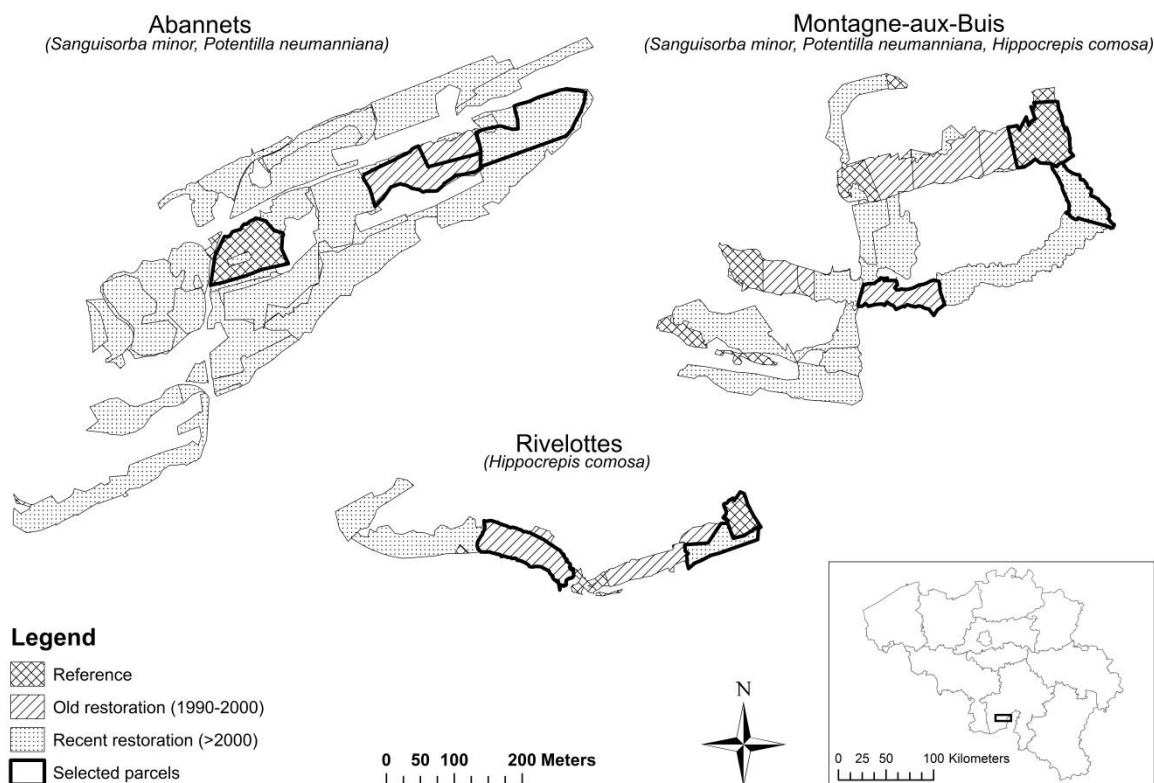 Abannets
(Sanguisorba minor, Potentilla neumanniana)
Montagne-aux-Buis
(Sanguisorba minor, Potentilla neumanniana, Hippocrepis comosa)
Rivelottes
(Hippocrepis comosa)
Legend
Reference
Old restoration (1990-2000)
Recent restoration (>2000)
Selected parcels
0 50 100 200 Meters
N
0 50 100 Kilometers